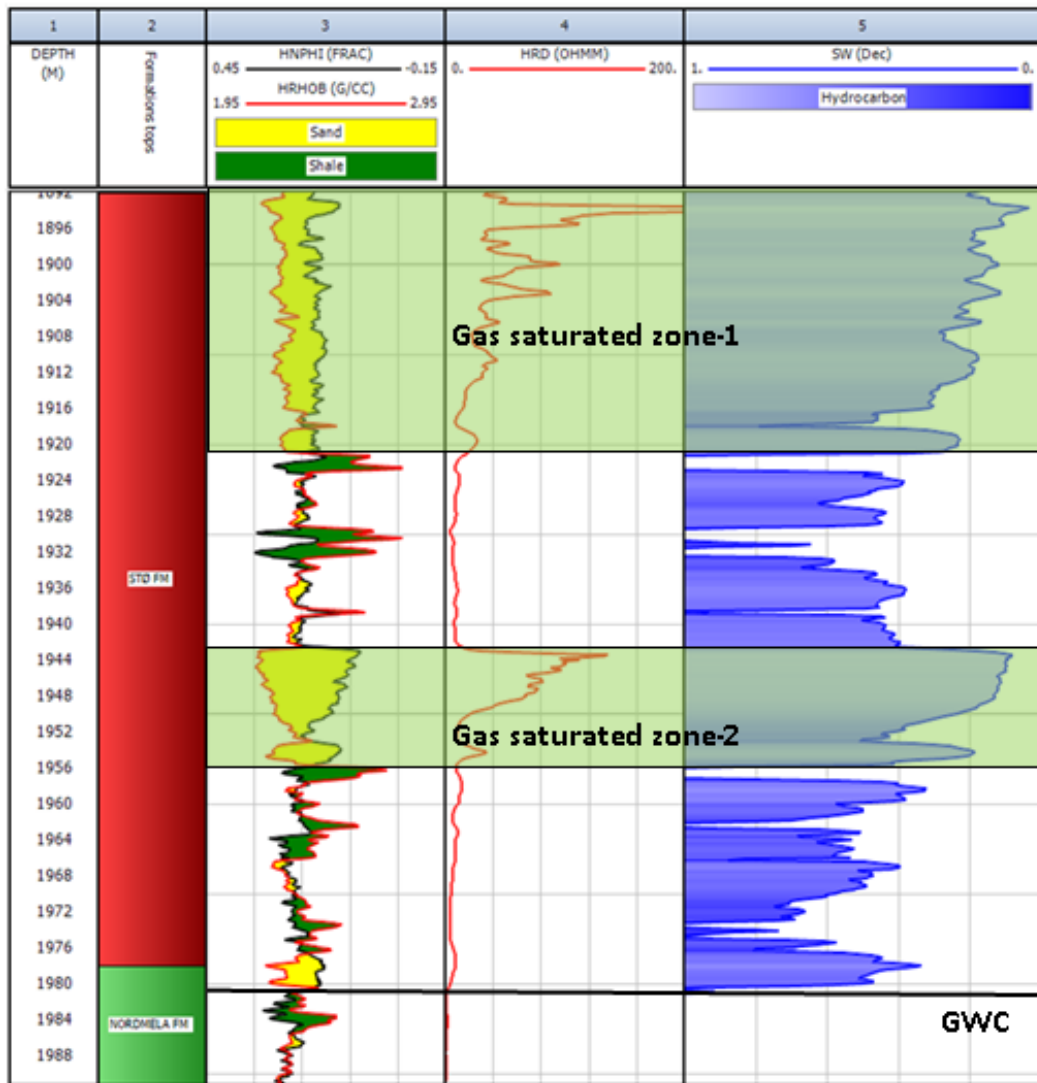 1 2 3 4 5
DEPTH (M)
Formations tops
HNPHI (FRAC)
0.45 -0.15
HRHOB (G/CC)
1.95 2.95
Sand
Shale
HRD (OHMM)
0. 200.
SW (Dec)
1. 0.
Hydrocarbon
1892
1896
1900
1904
1908
1912
1916
1920
1924
1928
1932
1936
1940
1944
1948
1952
1956
1960
1964
1968
1972
1976
1980
1984
1988
STØ FM
NORDMELA FM
Gas saturated zone-1
Gas saturated zone-2
GWC